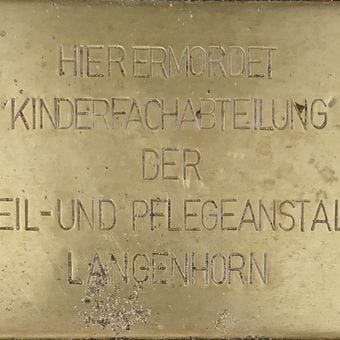 HIER ERMORDET
'KINDERFACHABTEILUNG'
DER
EIL-UND PFLEGEANSTAL
LANGENHORN